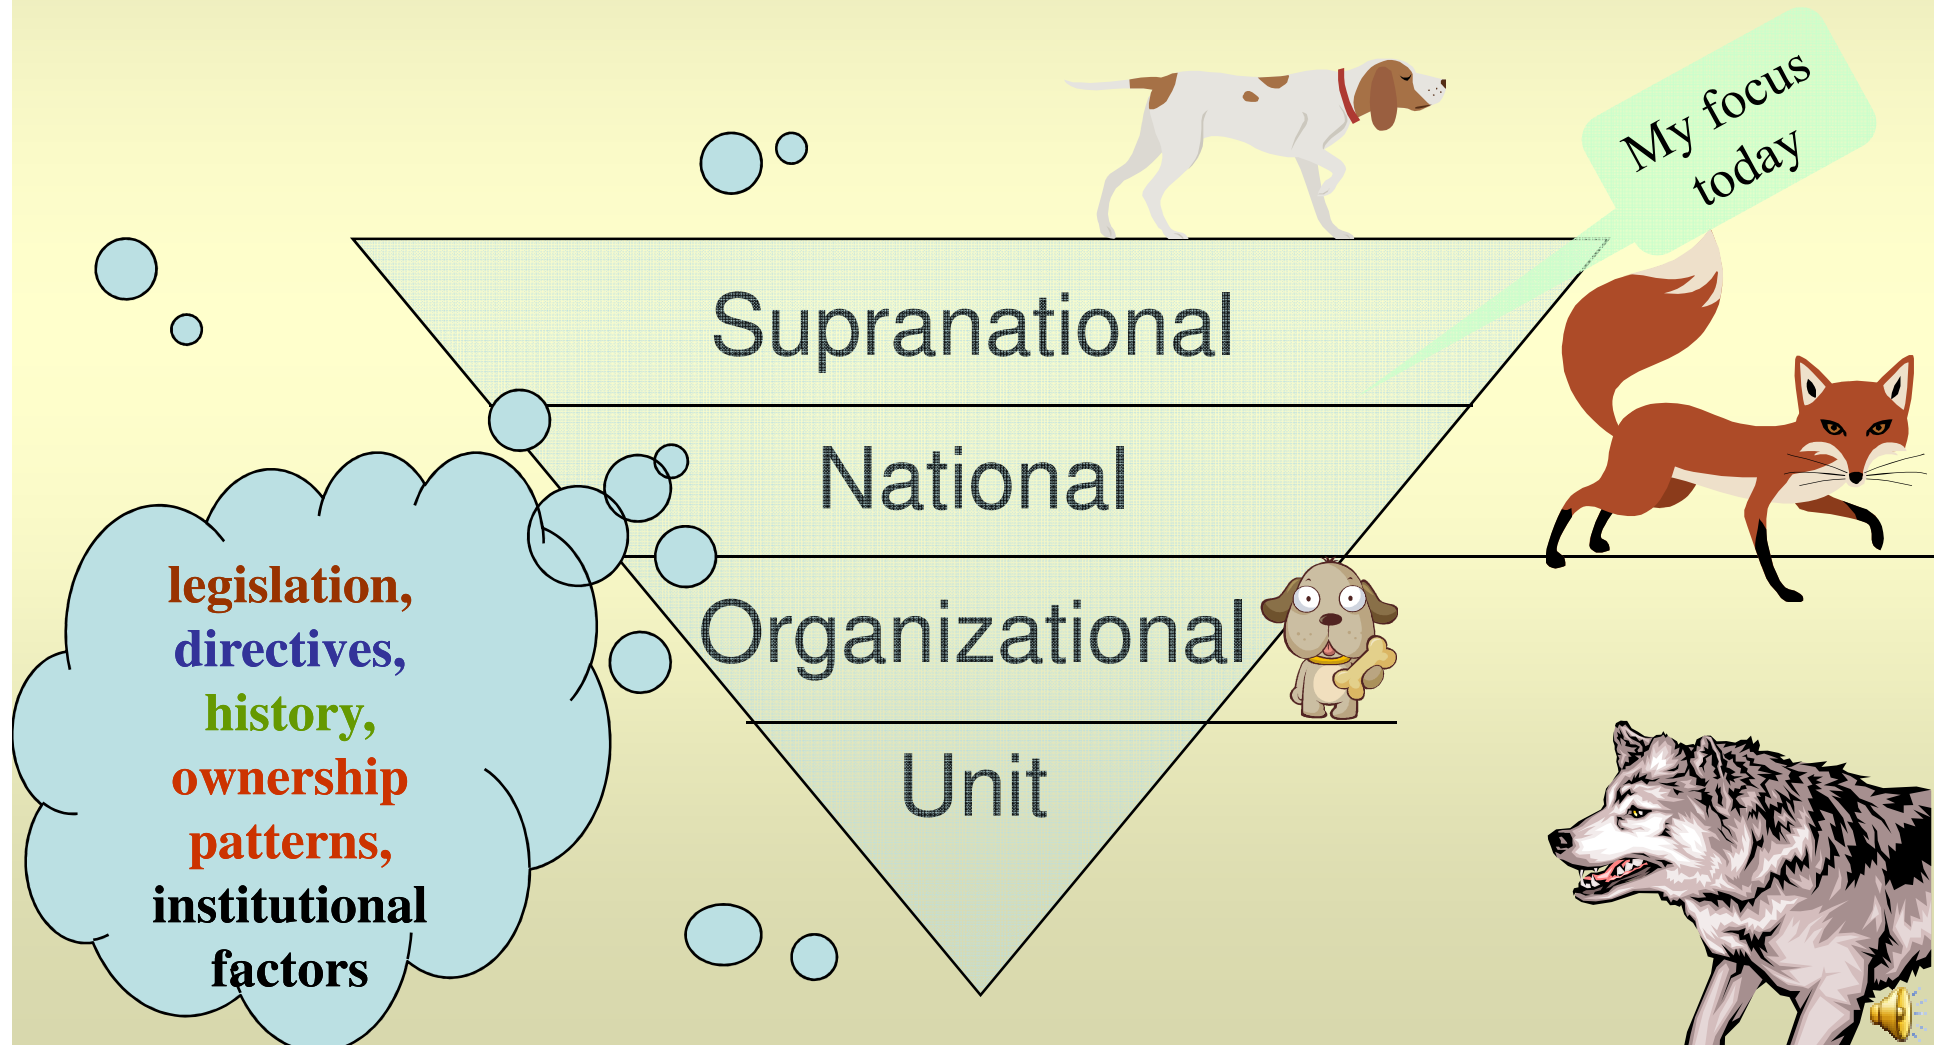 My focus
today
Supranational
National
Organizational
Unit
legislation,
directives,
history,
ownership
patterns,
institutional
factors